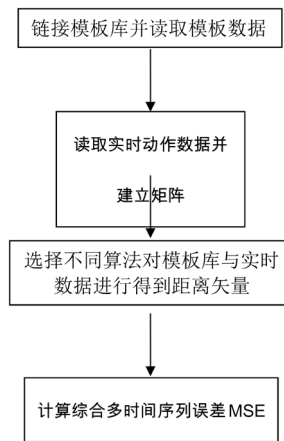 链接模板库并读取模板数据
读取实时动作数据并
建立矩阵
选择不同算法对模板库与实时
数据进行得到距离矢量
计算综合多时间序列误差MSE